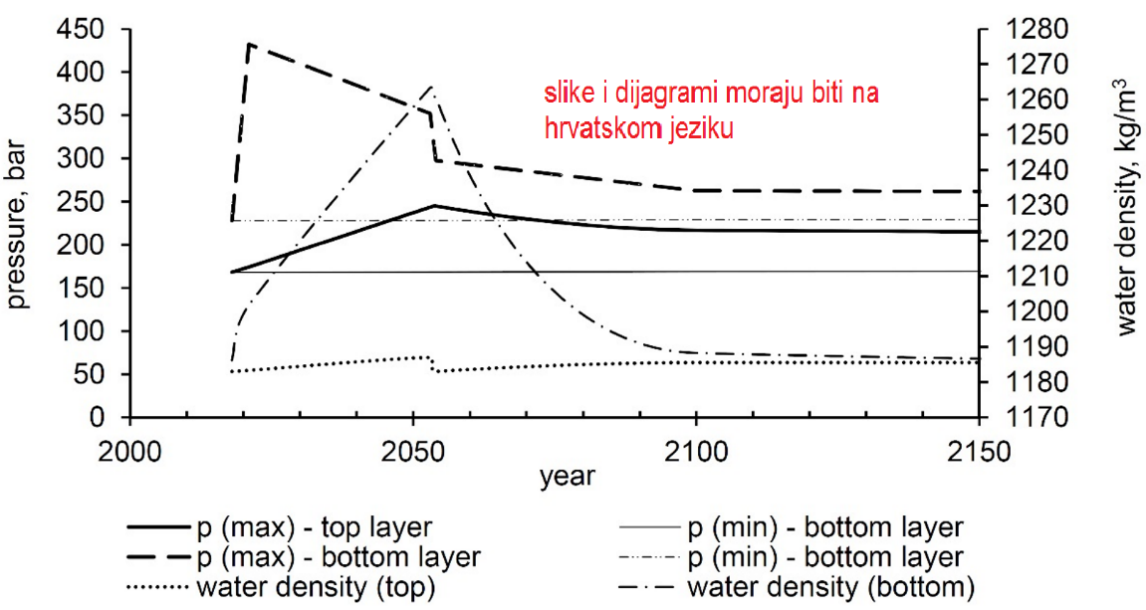 450
400
350
300
250
200
150
100
50
0
pressure, bar
slike i dijagrami moraju biti na
hrvatskom jeziku
1280
1270
1260
1250
1240
1230
1220
1210
1200
1190
1180
1170
water density, kg/m³
2000 2050 2100 2150
year
p (max) - top layer
p (max) - bottom layer
water density (top)
p (min) - bottom layer
p (min) - bottom layer
water density (bottom)